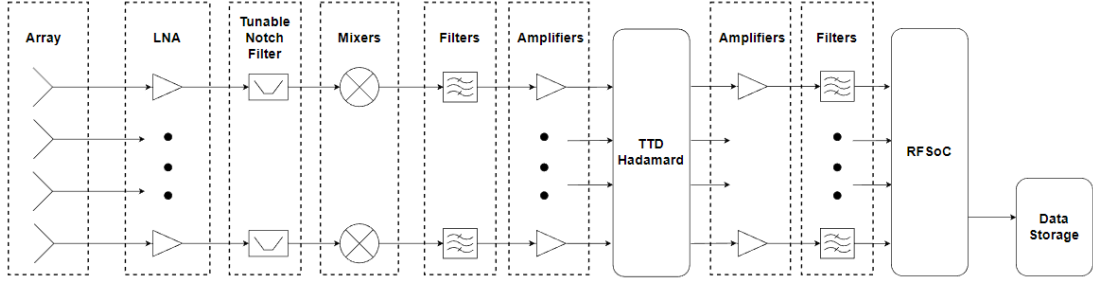 Array
LNA
Tunable
Notch
Filter
Mixers
Filters
Amplifiers
TTD
Hadamard
Amplifiers
Filters
RFSoC
Data
Storage